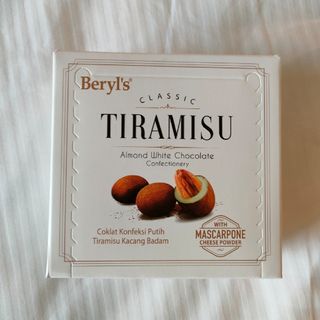 Beryl's®
CLASSIC
TIRAMISU
Almond White Chocolate
Confectionery
Coklat Konfeksi Putih
Tiramisu Kacang Badam
WITH
MASCARPONE
CHEESE POWDER